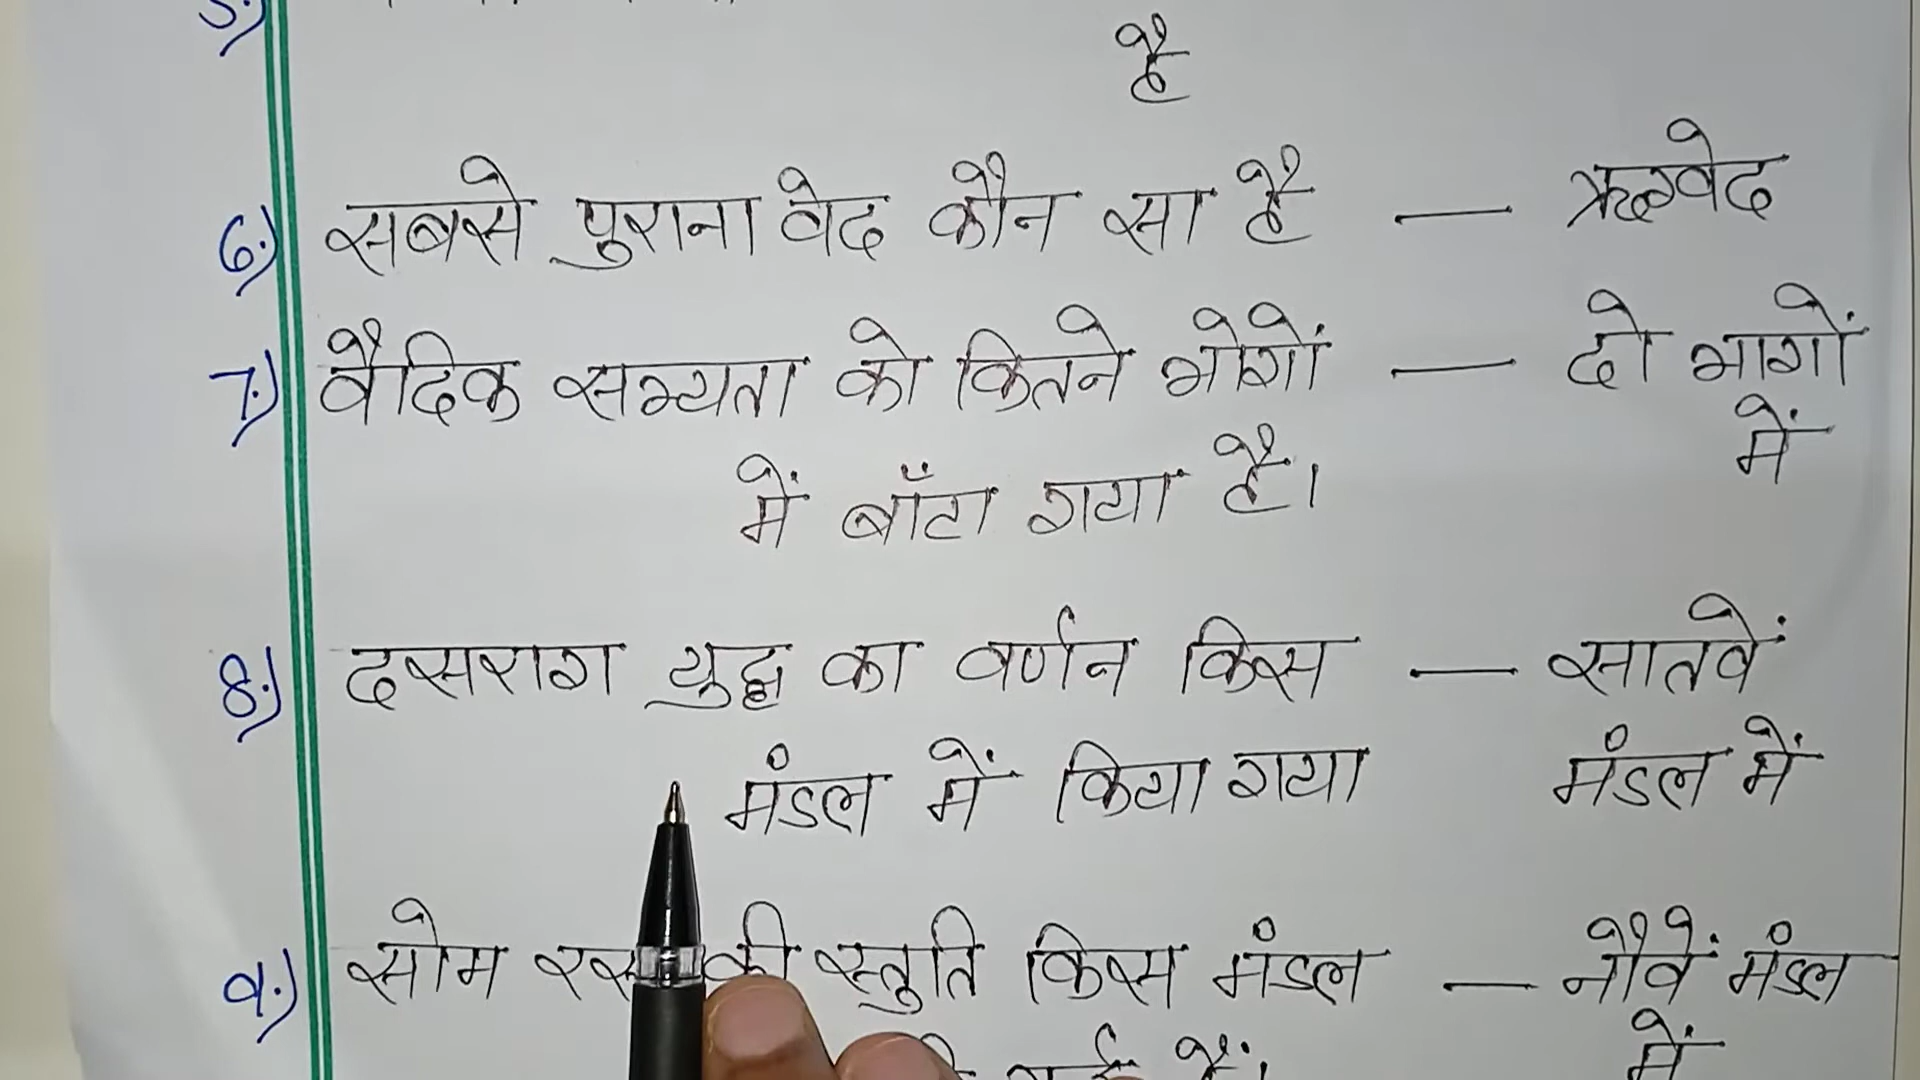 5.)
है
6.) सबसे पुराना वेद कौन सा है — ऋग्वेद
7.) वैदिक सभ्यता को कितने भोगों — दो भागों
में बाँटा गया है। में
8.) दसराग युद्ध का वर्णन किस — सातवें
मंडल में किया गया मंडल में
9.) सोम रस की स्तुति किस मंडल — नौवें मंडल
में